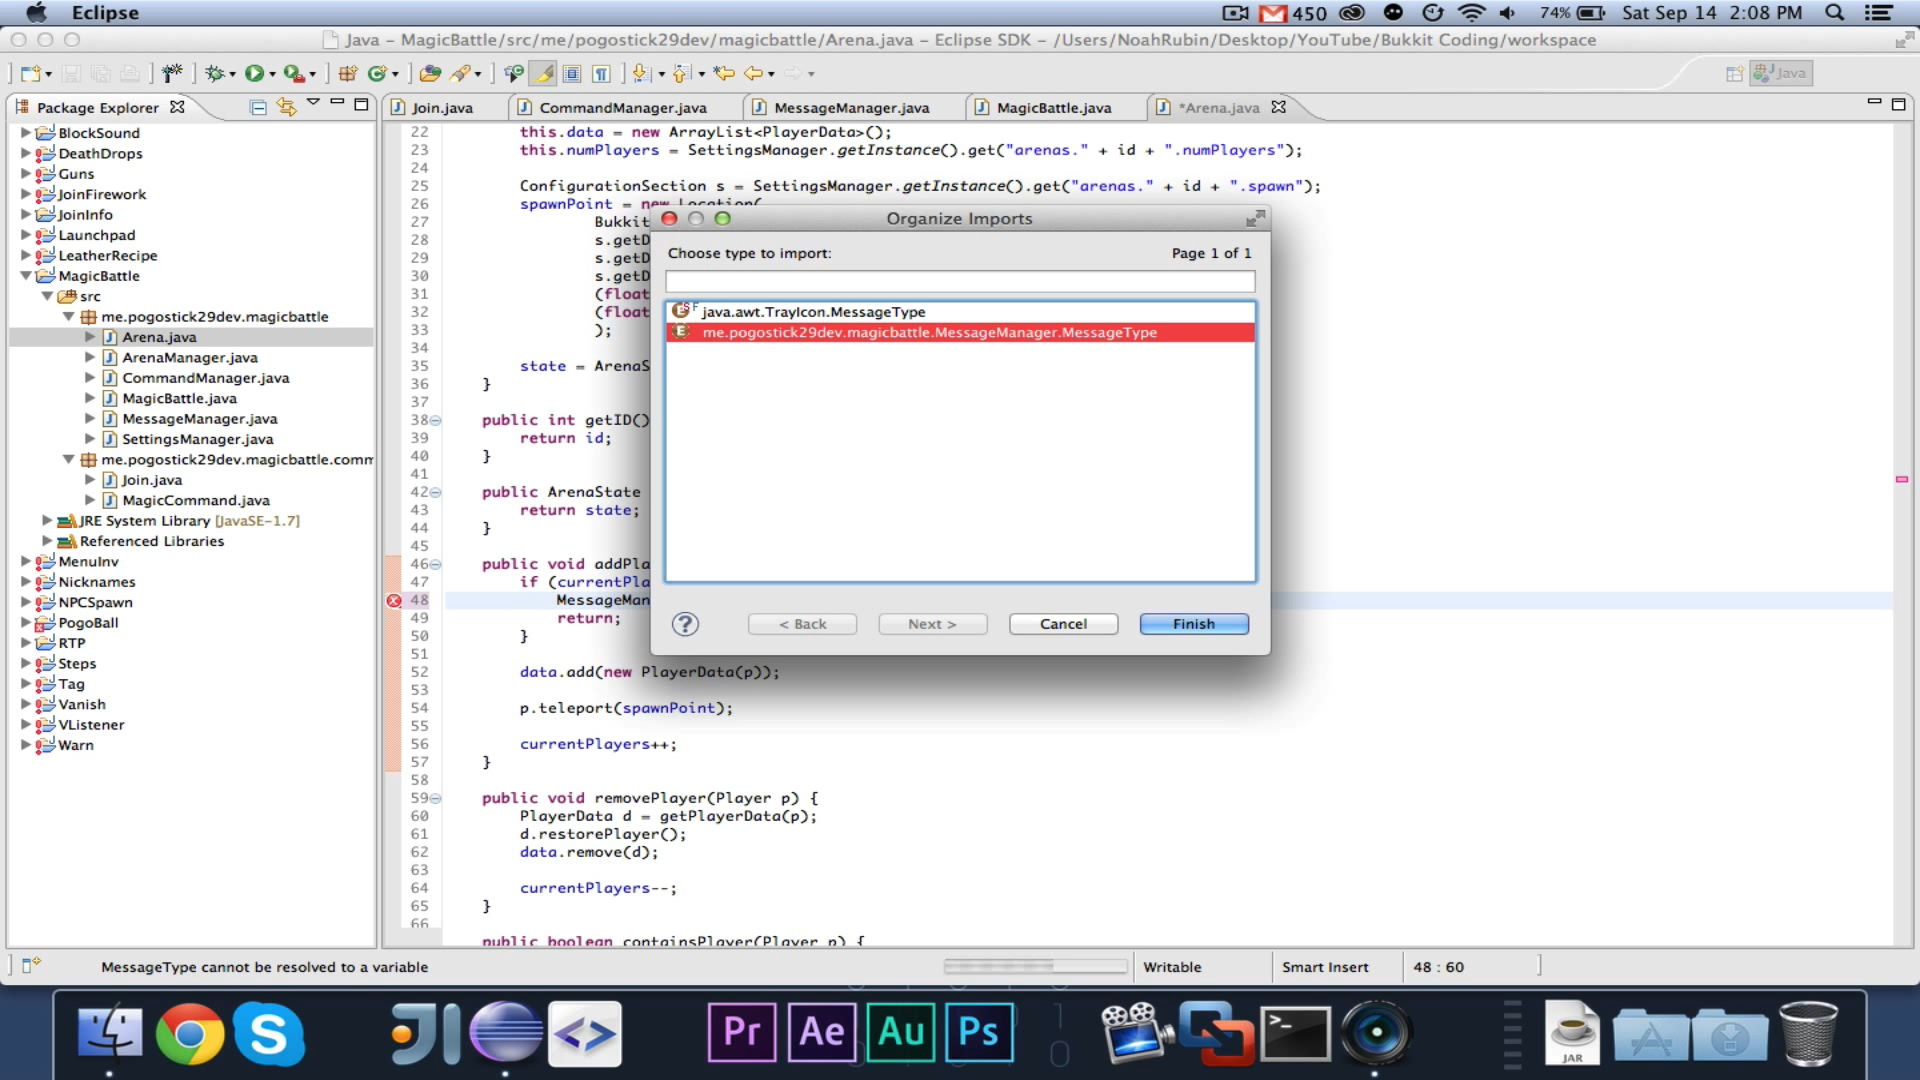 Eclipse
450
74%
Sat Sep 14 2:08 PM
Java – MagicBattle/src/me/pogostick29dev/magicbattle/Arena.java – Eclipse SDK – /Users/NoahRubin/Desktop/YouTube/Bukkit Coding/workspace
Java
Package Explorer
Join.java
CommandManager.java
MessageManager.java
MagicBattle.java
*Arena.java
BlockSound
DeathDrops
Guns
JoinFirework
JoinInfo
Launchpad
LeatherRecipe
MagicBattle
src
me.pogostick29dev.magicbattle
Arena.java
ArenaManager.java
CommandManager.java
MagicBattle.java
MessageManager.java
SettingsManager.java
me.pogostick29dev.magicbattle.comm
Join.java
MagicCommand.java
JRE System Library [JavaSE-1.7]
Referenced Libraries
MenuInv
Nicknames
NPCSpawn
PogoBall
RTP
Steps
Tag
Vanish
VListener
Warn
22 this.data = new ArrayList<PlayerData>();
23 this.numPlayers = SettingsManager.getInstance().get("arenas." + id + ".numPlayers");
24
25 ConfigurationSection s = SettingsManager.getInstance().get("arenas." + id + ".spawn");
26 spawnPoint = new Location(
27 Bukkit
28 s.getD
29 s.getD
30 s.getD
31 (float
32 (float
33 );
34
35 state = ArenaS
36 }
37
38 public int getID()
39 return id;
40 }
41
42 public ArenaState
43 return state;
44 }
45
46 public void addPla
47 if (currentPla
48 MessageMan
49 return;
50 }
51
52 data.add(new PlayerData(p));
53
54 p.teleport(spawnPoint);
55
56 currentPlayers++;
57 }
58
59 public void removePlayer(Player p) {
60 PlayerData d = getPlayerData(p);
61 d.restorePlayer();
62 data.remove(d);
63
64 currentPlayers--;
65 }
66
public boolean containsPlayer(Player p) {
Organize Imports
Choose type to import:
Page 1 of 1
java.awt.TrayIcon.MessageType
me.pogostick29dev.magicbattle.MessageManager.MessageType
?
< Back
Next >
Cancel
Finish
MessageType cannot be resolved to a variable
Writable
Smart Insert
48 : 60
Pr
Ae
Au
Ps
JAR